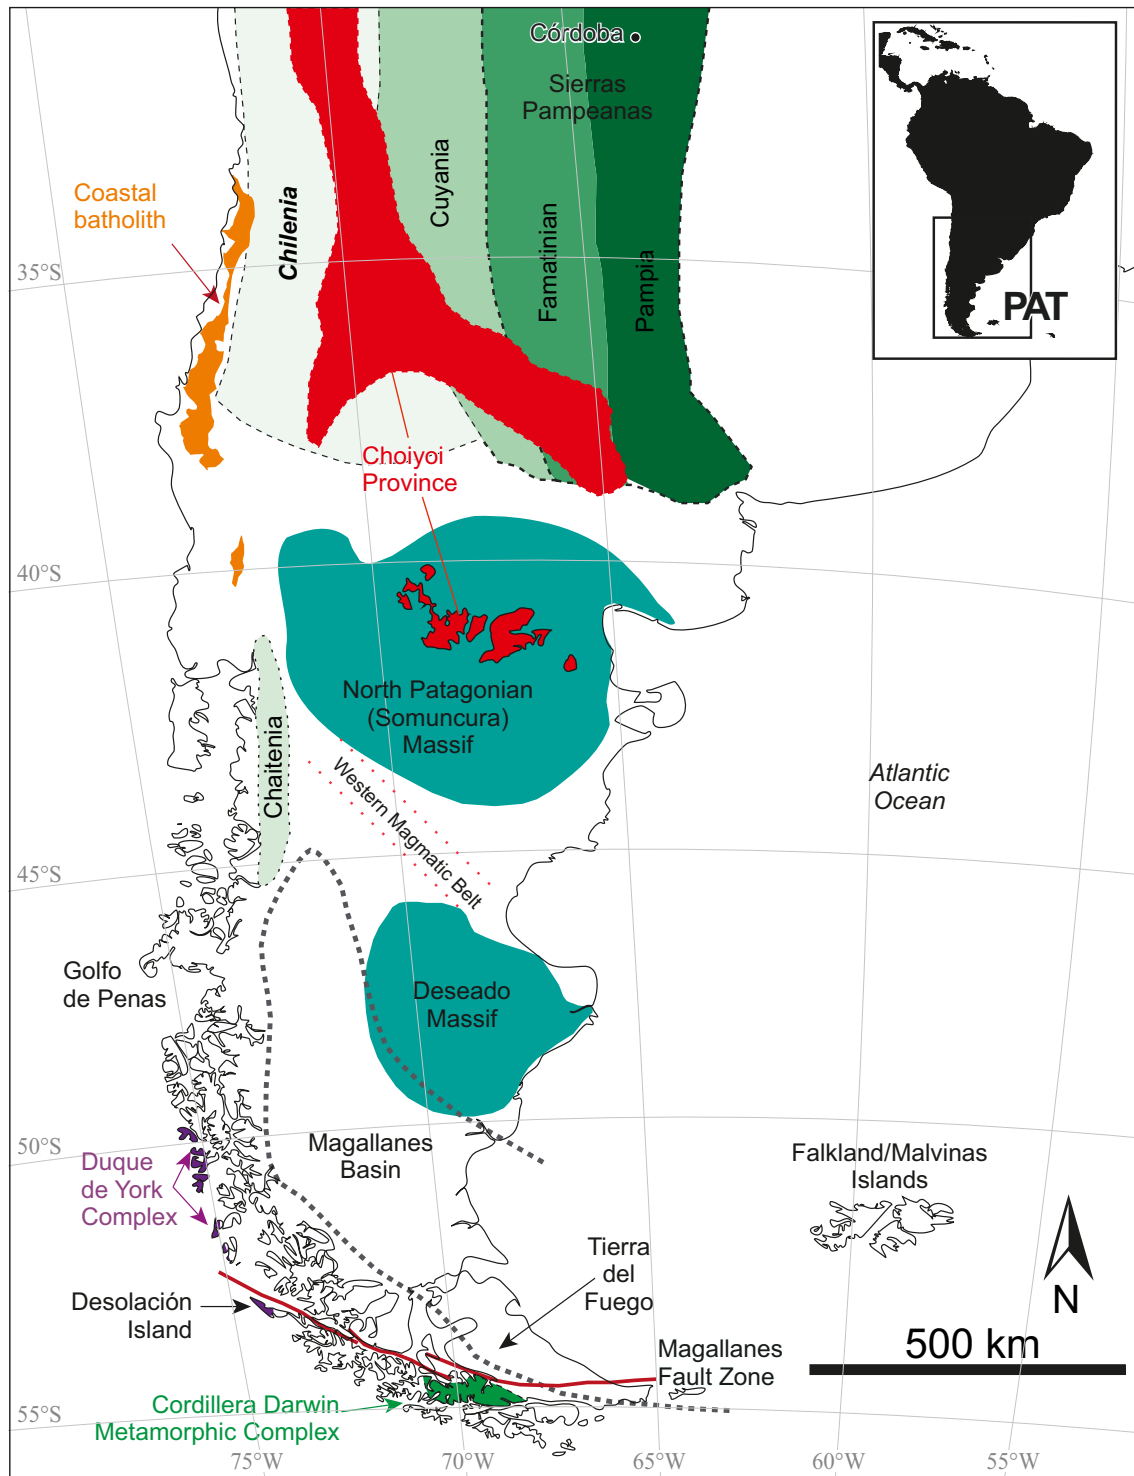 Córdoba
Sierras
Pampeanas
Coastal
batholith
Chilenia
Cuyania
Famatinian
Pampia
PAT
35°S
Choiyoi
Province
40°S
North Patagonian
(Somuncura)
Massif
Chaitenia
Western Magmatic Belt
Atlantic
Ocean
45°S
Golfo
de Penas
Deseado
Massif
50°S
Magallanes
Basin
Duque
de York
Complex
Falkland/Malvinas
Islands
Tierra
del
Fuego
N
Desolación
Island
500 km
Magallanes
Fault Zone
Cordillera Darwin
Metamorphic Complex
55°S
75°W
70°W
65°W
60°W
55°W